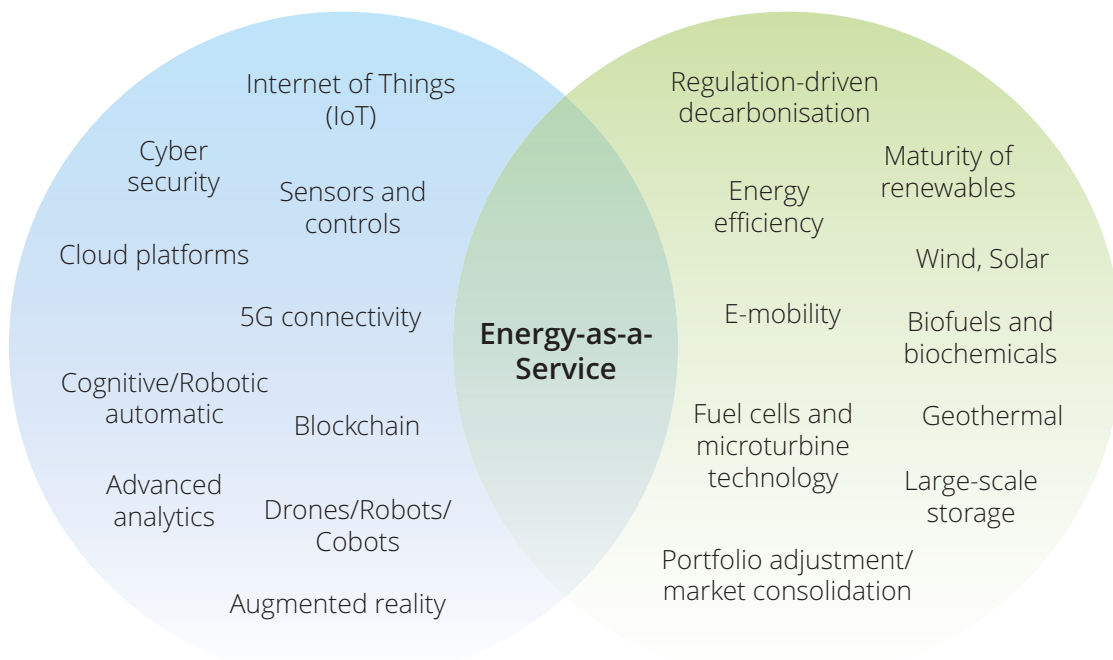 Internet of Things
(IoT)
Cyber
security
Sensors and
controls
Cloud platforms
5G connectivity
Cognitive/Robotic
automatic
Blockchain
Advanced
analytics
Drones/Robots/
Cobots
Augmented reality
Energy-as-a-
Service
Regulation-driven
decarbonisation
Maturity of
renewables
Energy
efficiency
Wind, Solar
E-mobility
Biofuels and
biochemicals
Fuel cells and
microturbine
technology
Geothermal
Large-scale
storage
Portfolio adjustment/
market consolidation